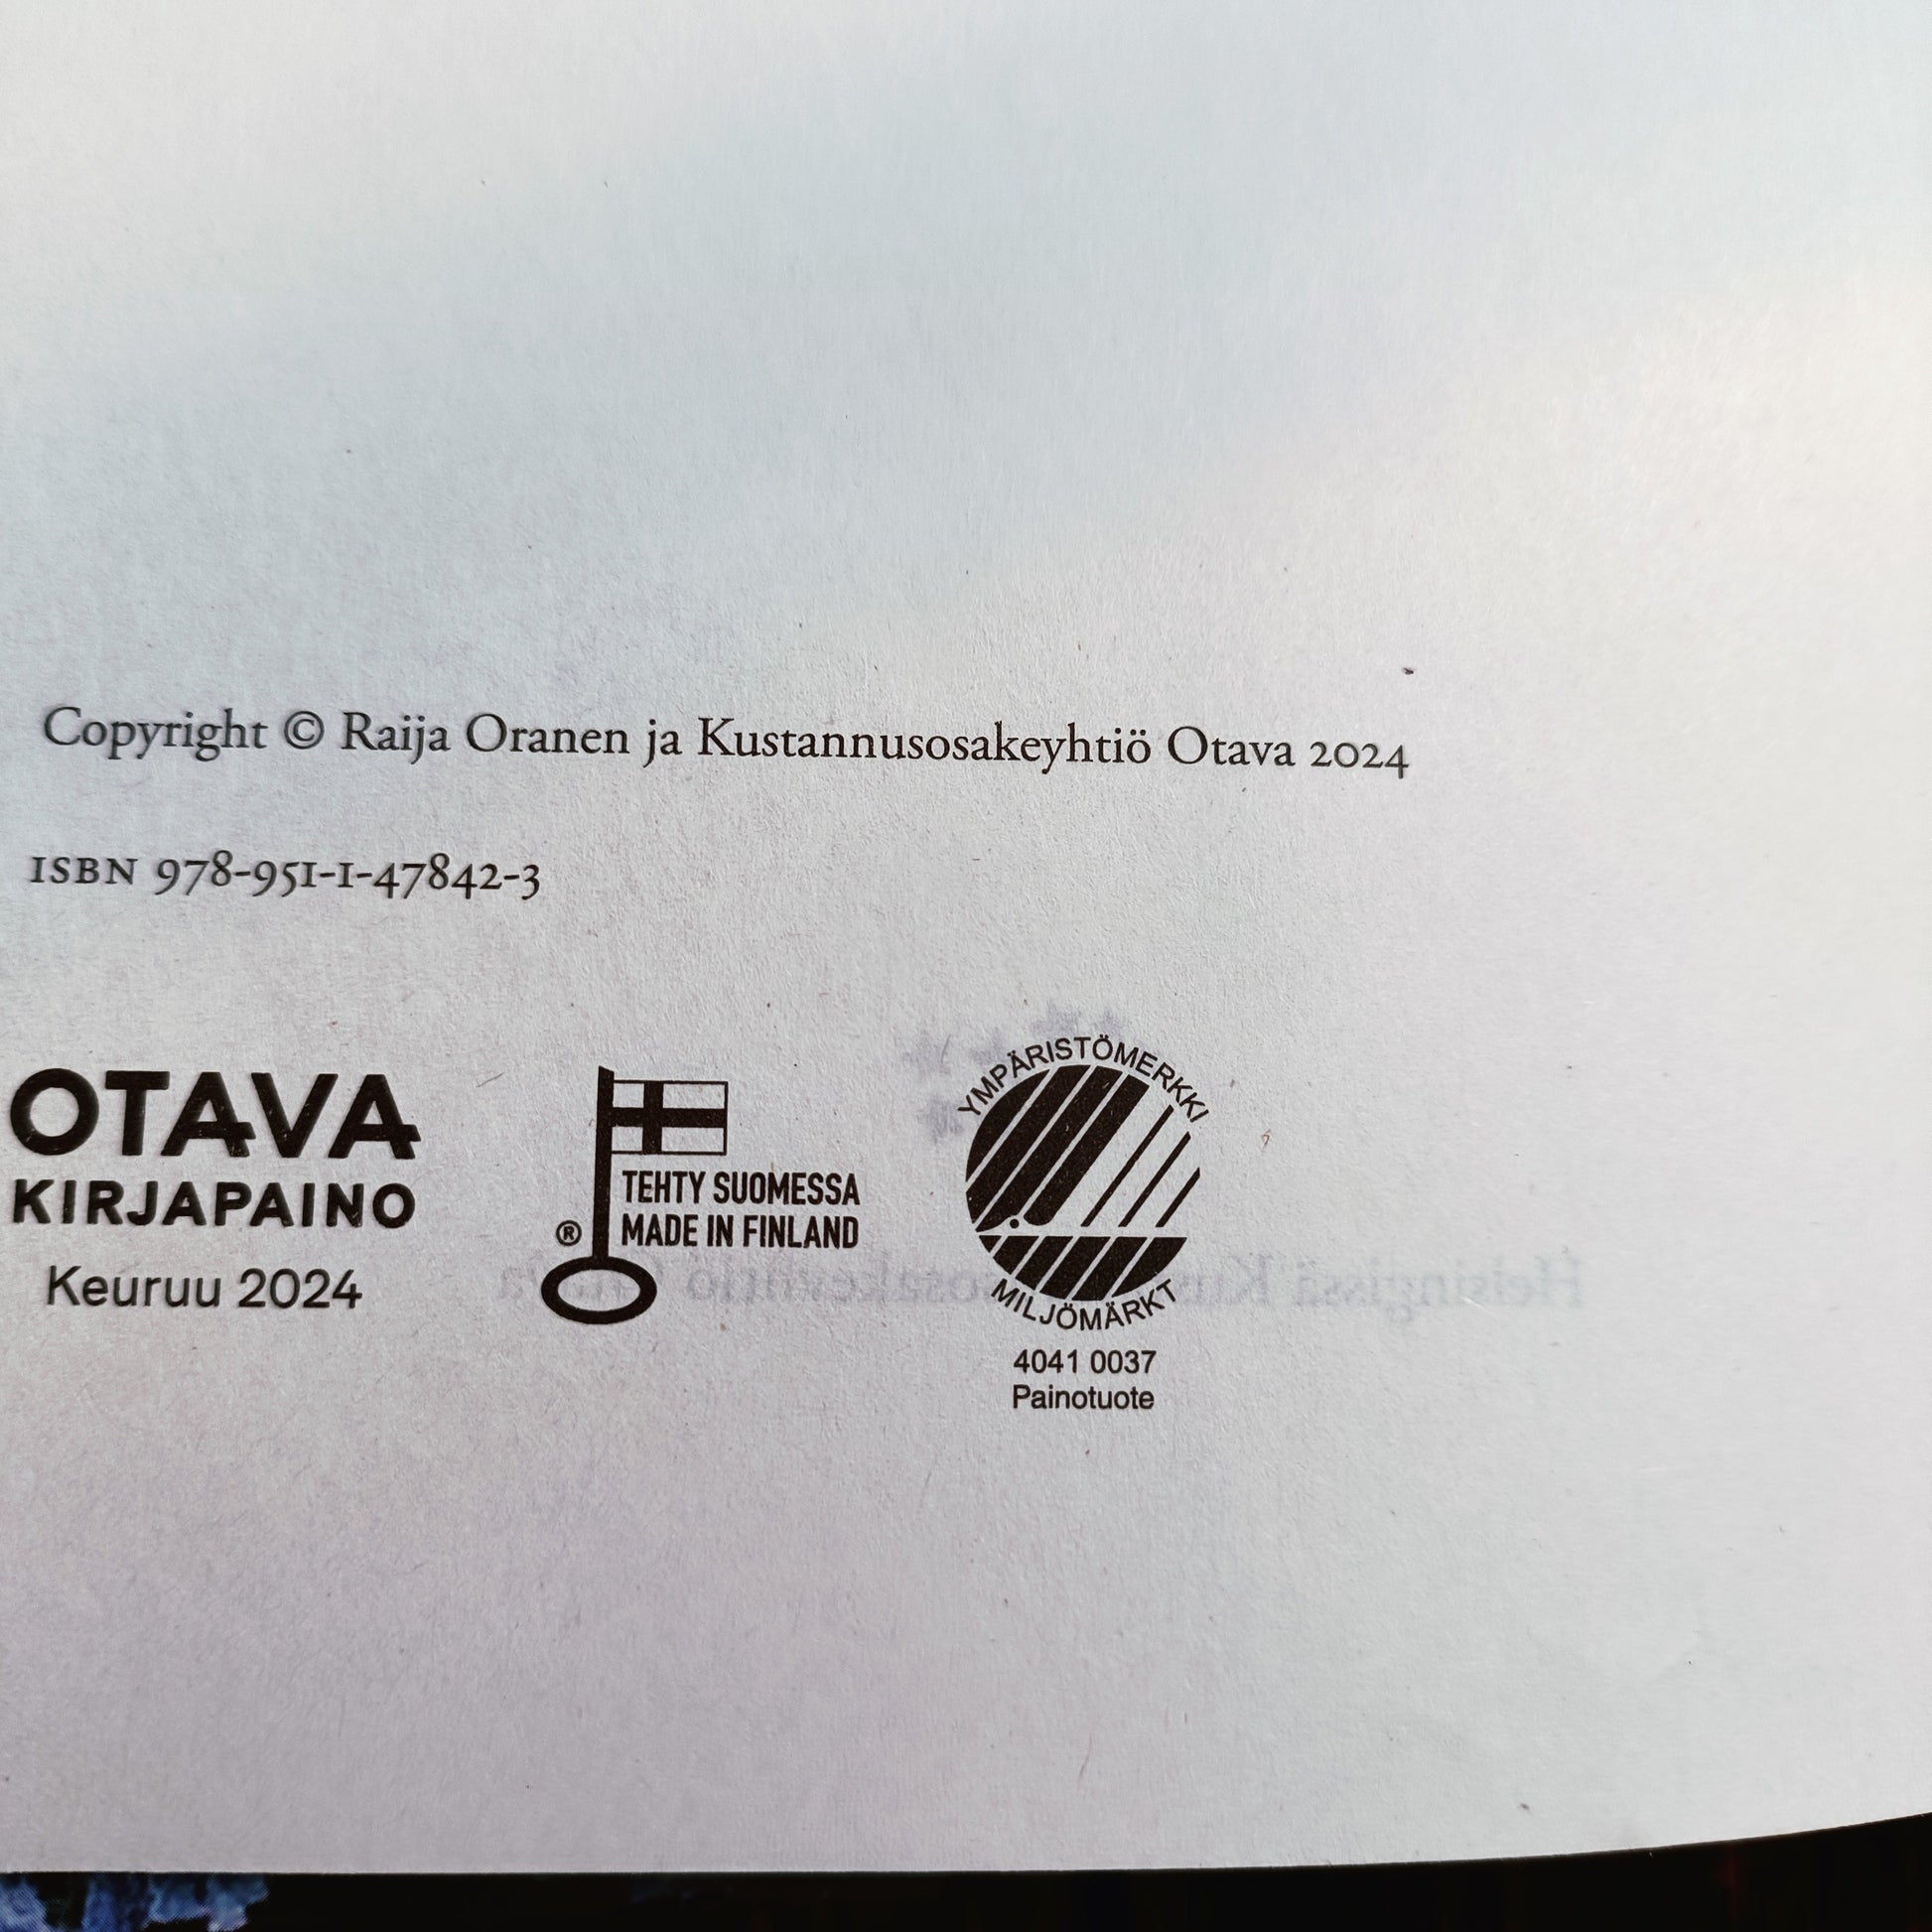 Copyright © Raija Oranen ja Kustannusosakeyhtiö Otava 2024
ISBN 978-951-1-47842-3
OTAVA
KIRJAPAINO
Keuruu 2024
®
TEHTY SUOMESSA
MADE IN FINLAND
YMPÄRISTÖMERKKI
MILJÖMÄRKT
4041 0037
Painotuote
Helsingissä